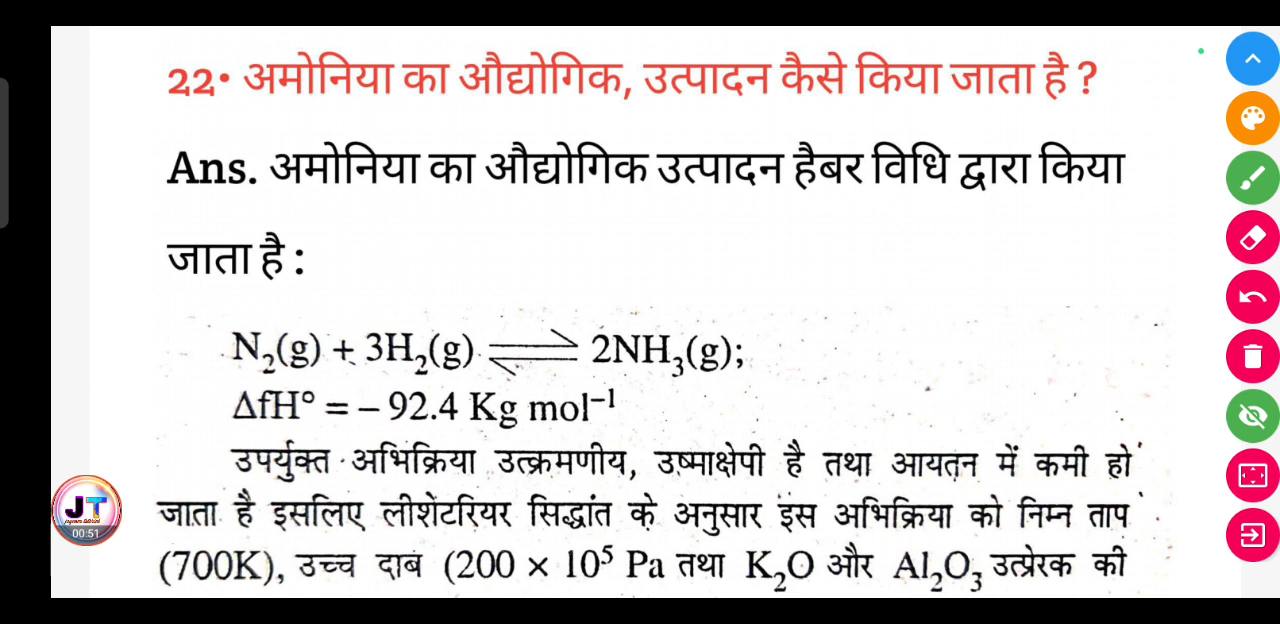 22• अमोनिया का औद्योगिक, उत्पादन कैसे किया जाता है ?
Ans. अमोनिया का औद्योगिक उत्पादन हैबर विधि द्वारा किया
जाता है :
N₂(g) + 3H₂(g) ⇌ 2NH₃(g);
ΔfH° = – 92.4 Kg mol⁻¹
उपर्युक्त अभिक्रिया उत्क्रमणीय, उष्माक्षेपी है तथा आयतन में कमी हो
जाता है इसलिए लीशेटरियर सिद्धांत के अनुसार इस अभिक्रिया को निम्न ताप
(700K), उच्च दाब (200 × 10⁵ Pa तथा K₂O और Al₂O₃ उत्प्रेरक की
JT
00:51